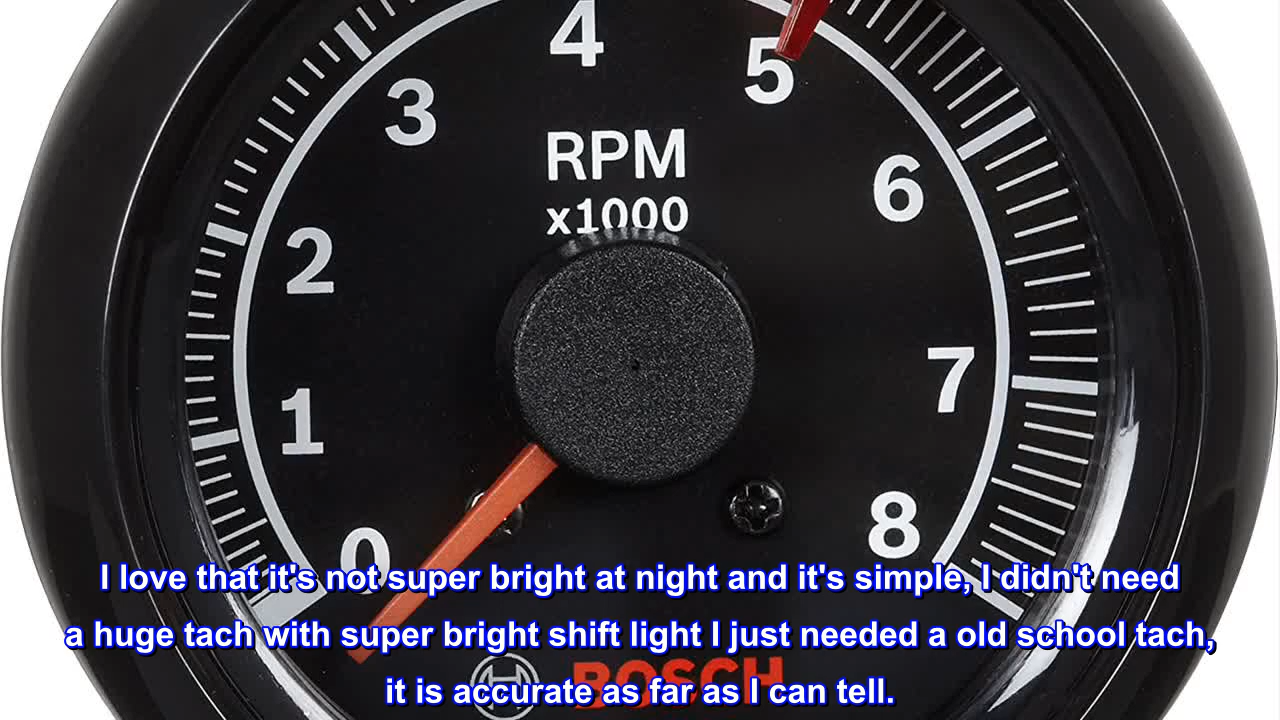 4
5
3
RPM
6
x1000
2
7
1
8
0
I love that it's not super bright at night and it's simple, I didn't need
a huge tach with super bright shift light I just needed a old school tach,
BOSCH
it is accurate as far as I can tell.